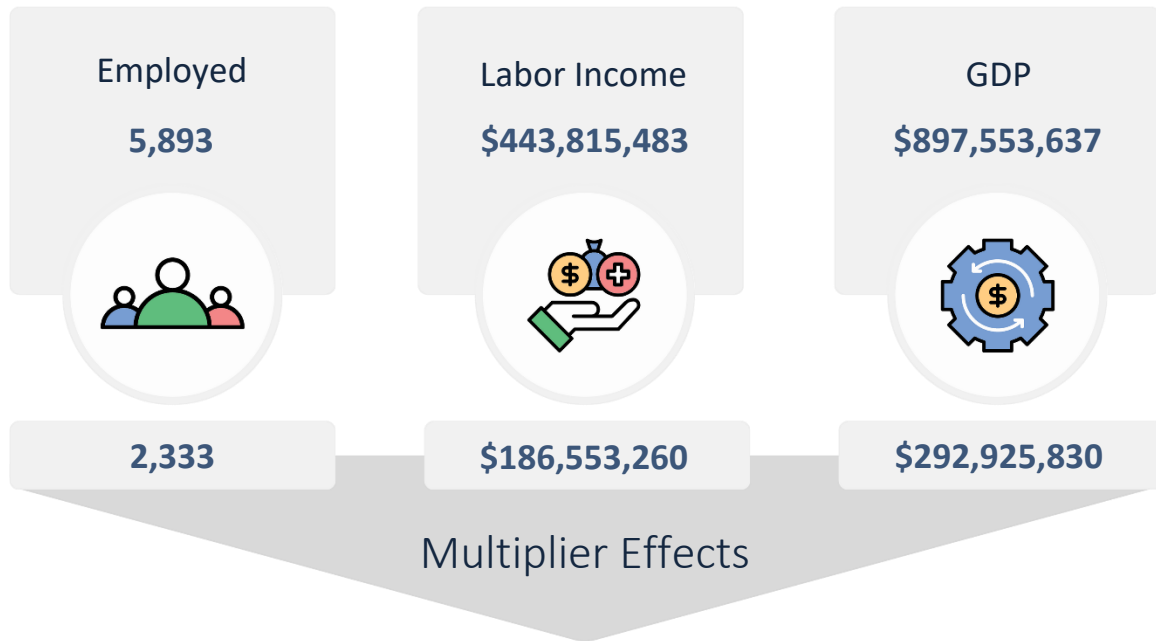 Employed
5,893
Labor Income
$443,815,483
GDP
$897,553,637
$
$
2,333
$186,553,260
$292,925,830
Multiplier Effects